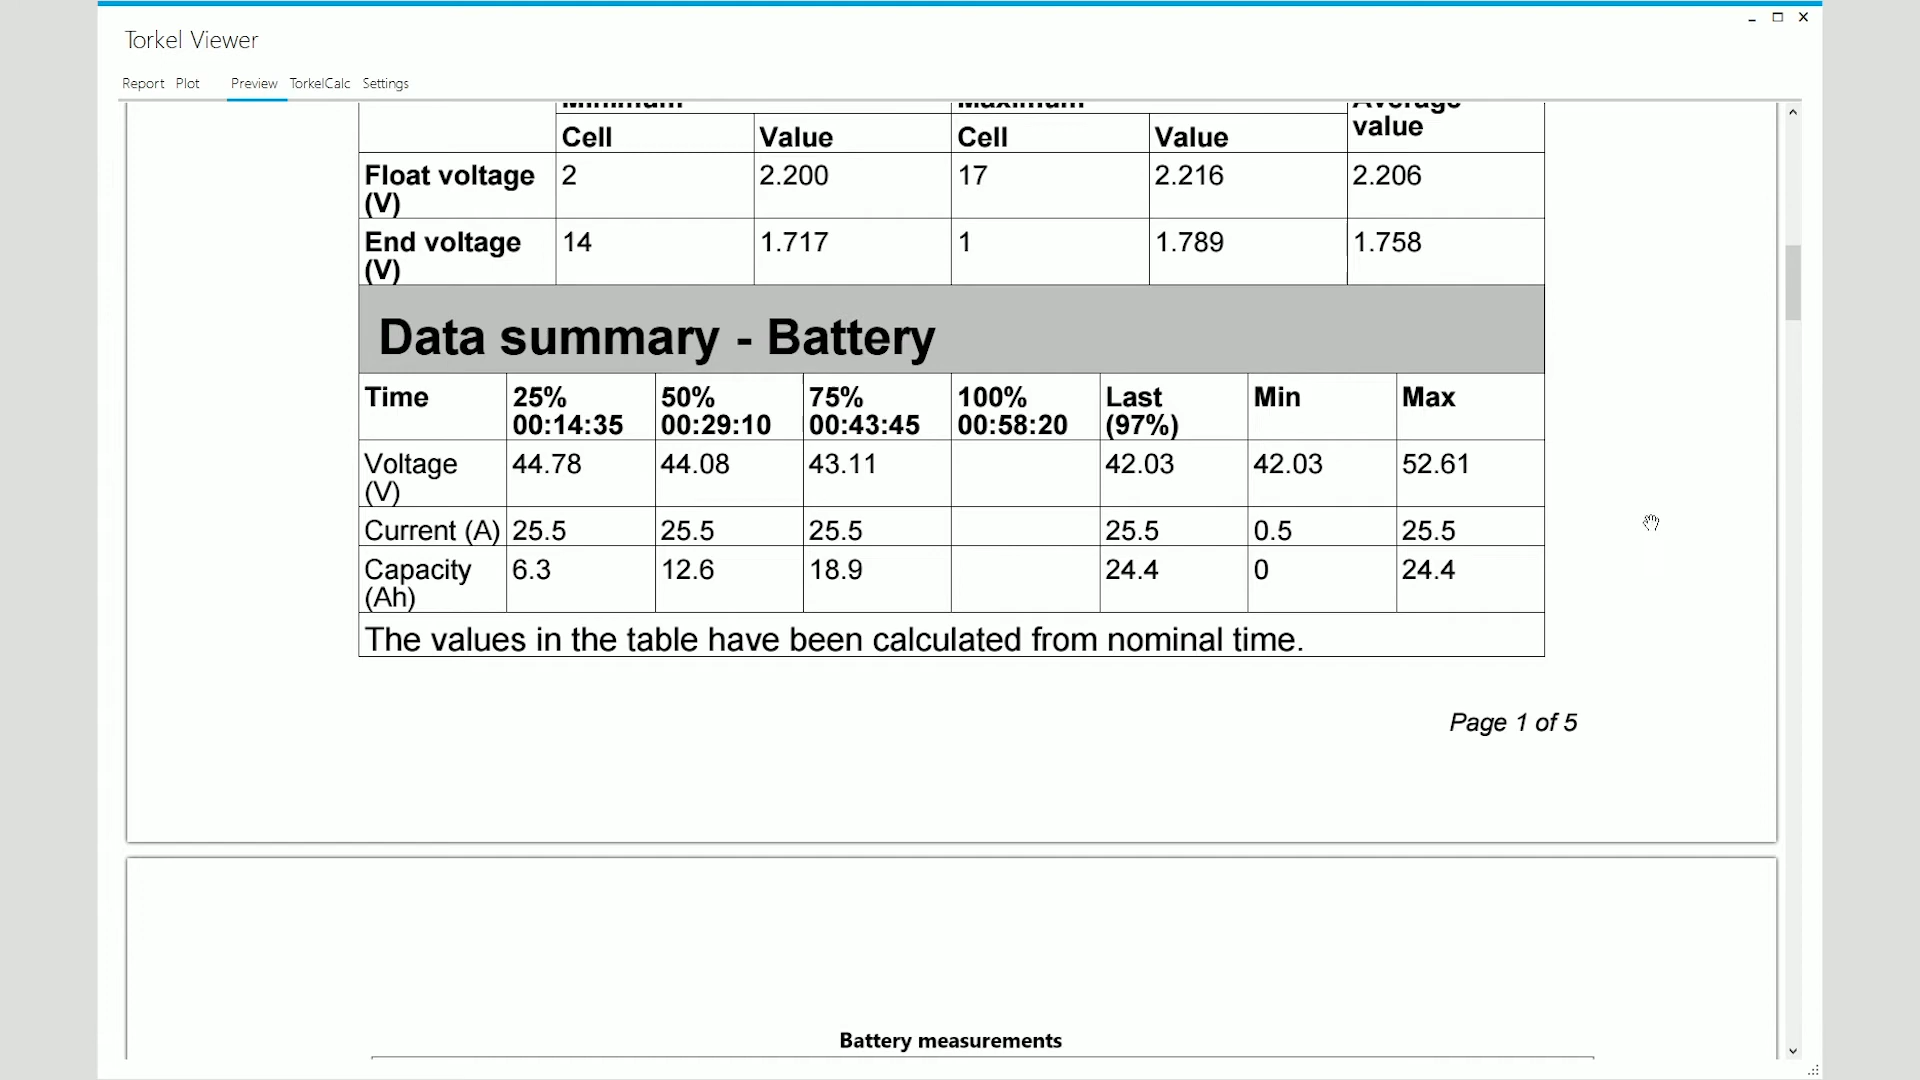 Torkel Viewer
Report Plot Preview TorkelCalc Settings
Minimum Maximum Average
value
Cell Value Cell Value
Float voltage
(V) 2 2.200 17 2.216 2.206
End voltage
(V) 14 1.717 1 1.789 1.758
Data summary - Battery
Time 25%
00:14:35 50%
00:29:10 75%
00:43:45 100%
00:58:20 Last
(97%) Min Max
Voltage
(V) 44.78 44.08 43.11 42.03 42.03 52.61
Current (A) 25.5 25.5 25.5 25.5 0.5 25.5
Capacity
(Ah) 6.3 12.6 18.9 24.4 0 24.4
The values in the table have been calculated from nominal time.
Page 1 of 5
Battery measurements